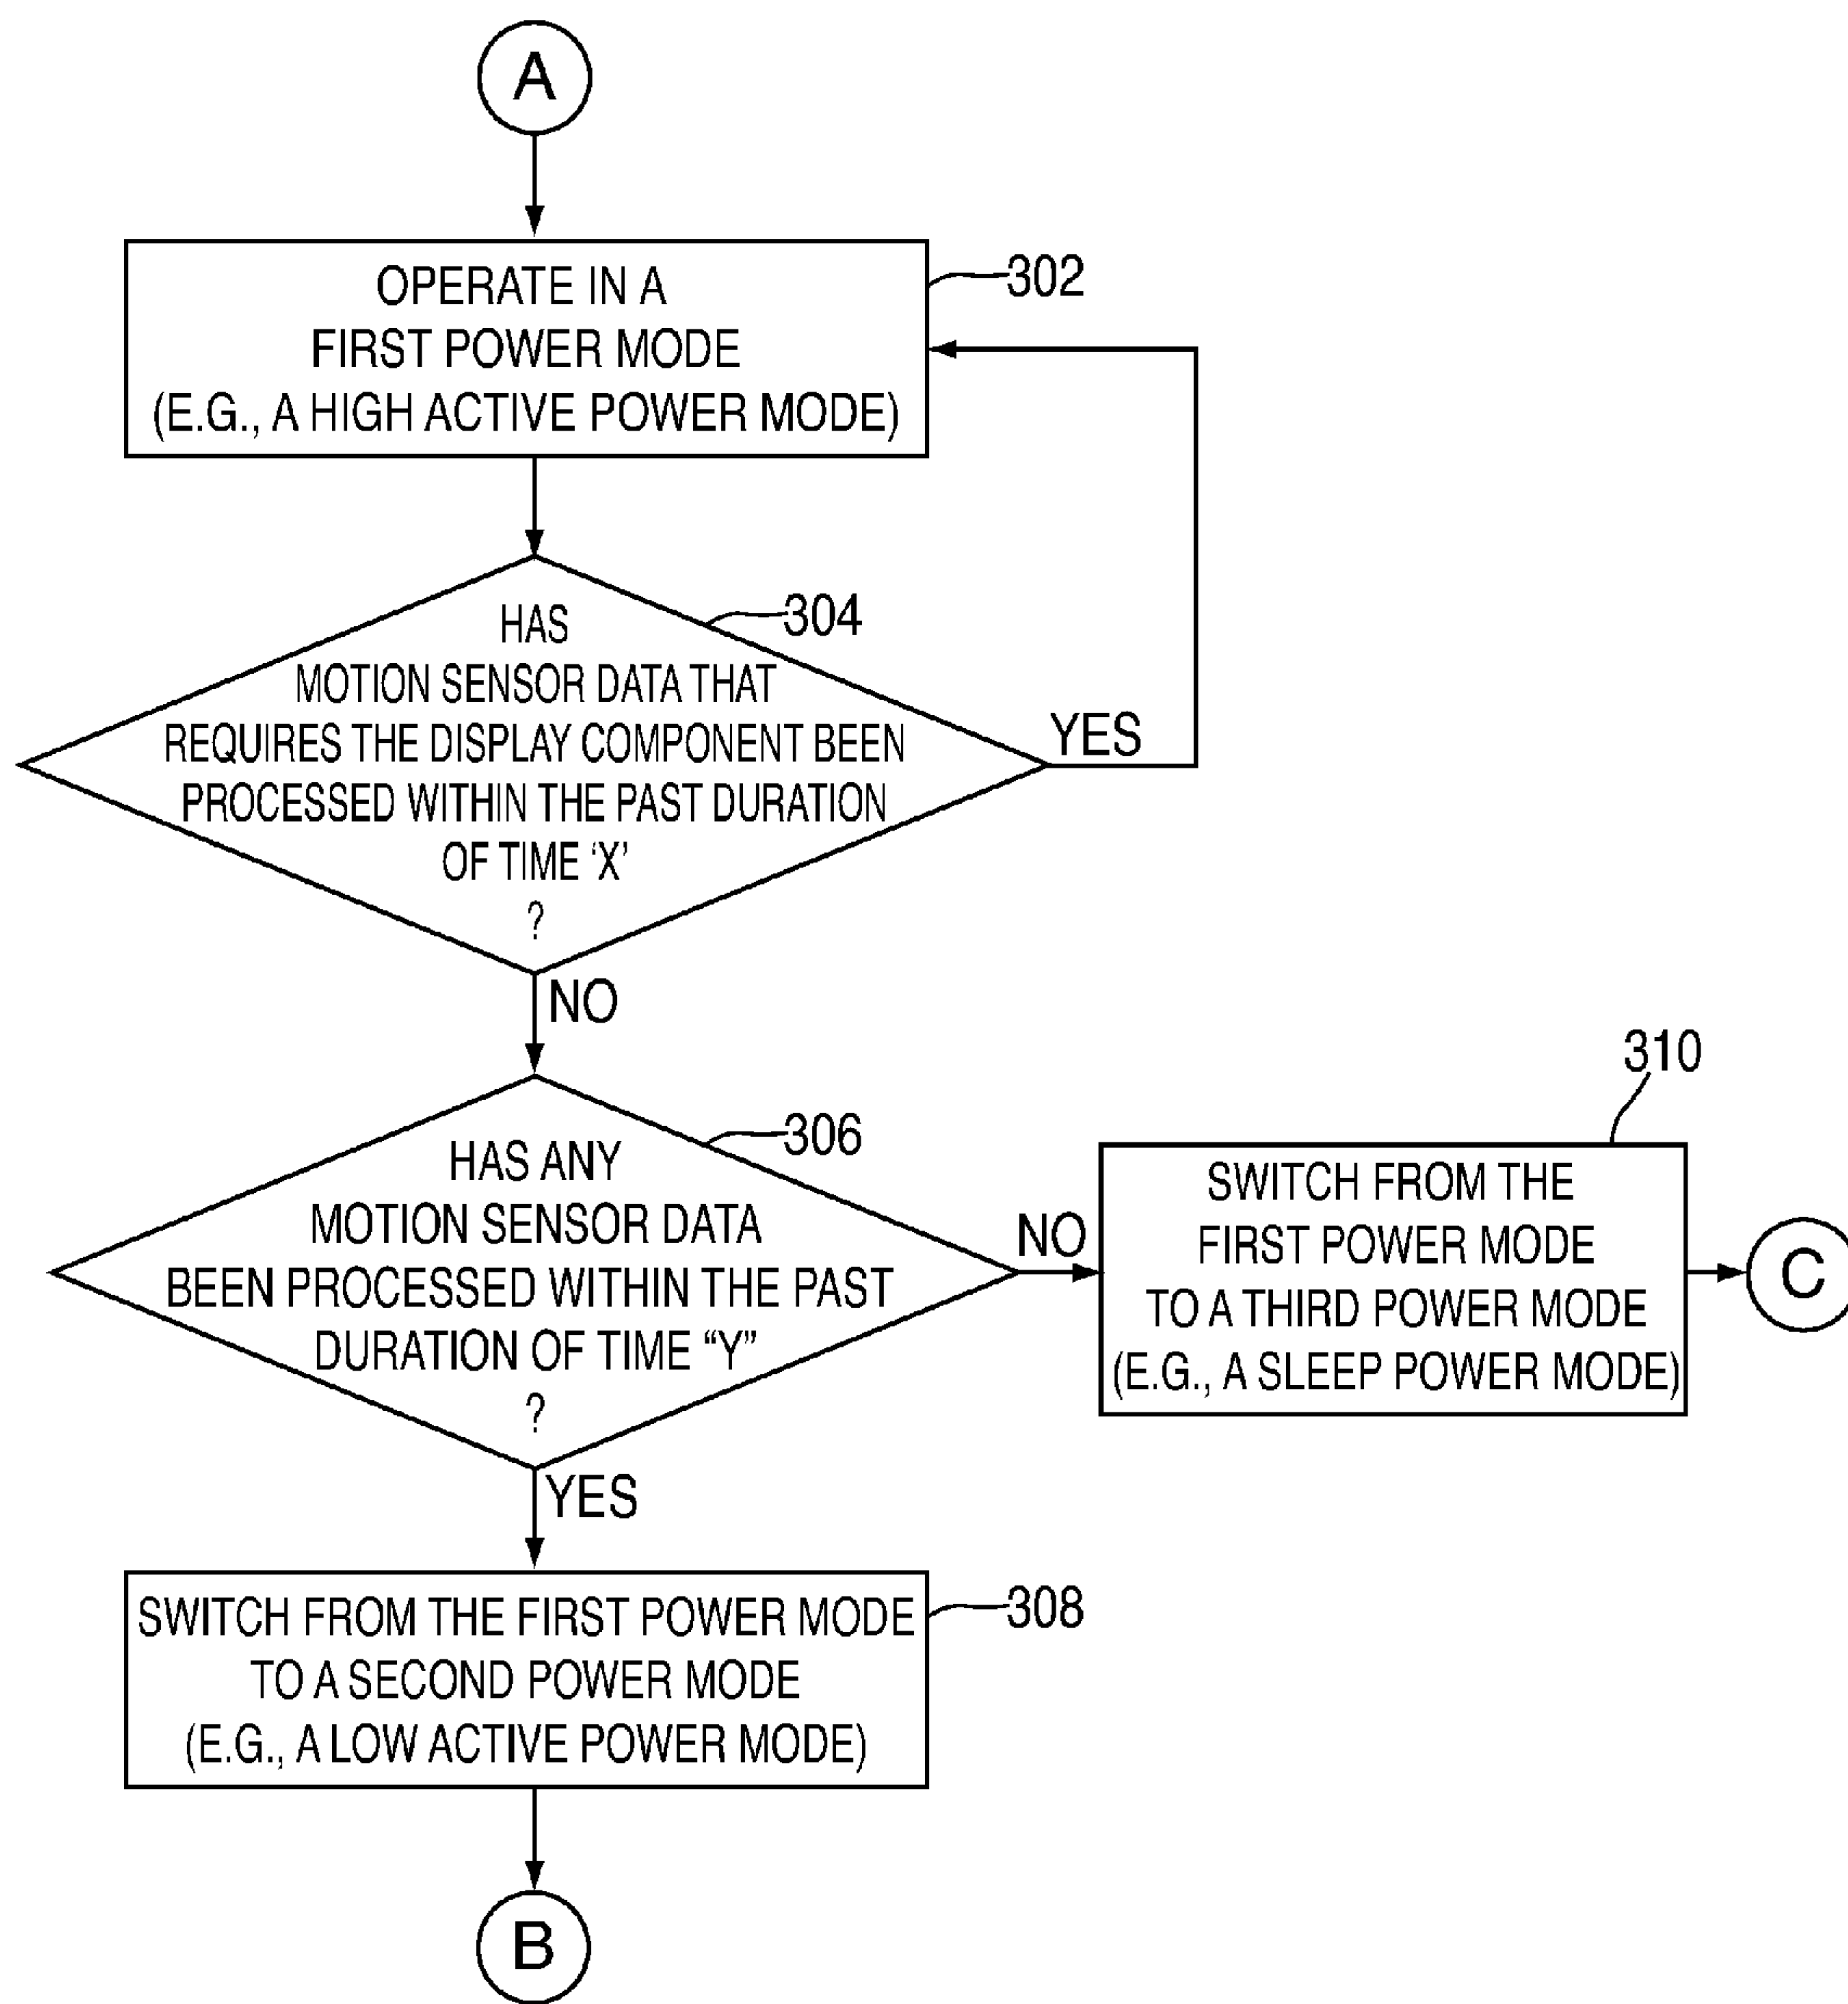 A
OPERATE IN A
FIRST POWER MODE
(E.G., A HIGH ACTIVE POWER MODE)
302
HAS
MOTION SENSOR DATA THAT
REQUIRES THE DISPLAY COMPONENT BEEN
PROCESSED WITHIN THE PAST DURATION
OF TIME ‘X’
?
304
YES
NO
HAS ANY
MOTION SENSOR DATA
BEEN PROCESSED WITHIN THE PAST
DURATION OF TIME “Y”
?
306
NO
310
SWITCH FROM THE
FIRST POWER MODE
TO A THIRD POWER MODE
(E.G., A SLEEP POWER MODE)
C
YES
SWITCH FROM THE FIRST POWER MODE
TO A SECOND POWER MODE
(E.G., A LOW ACTIVE POWER MODE)
308
B